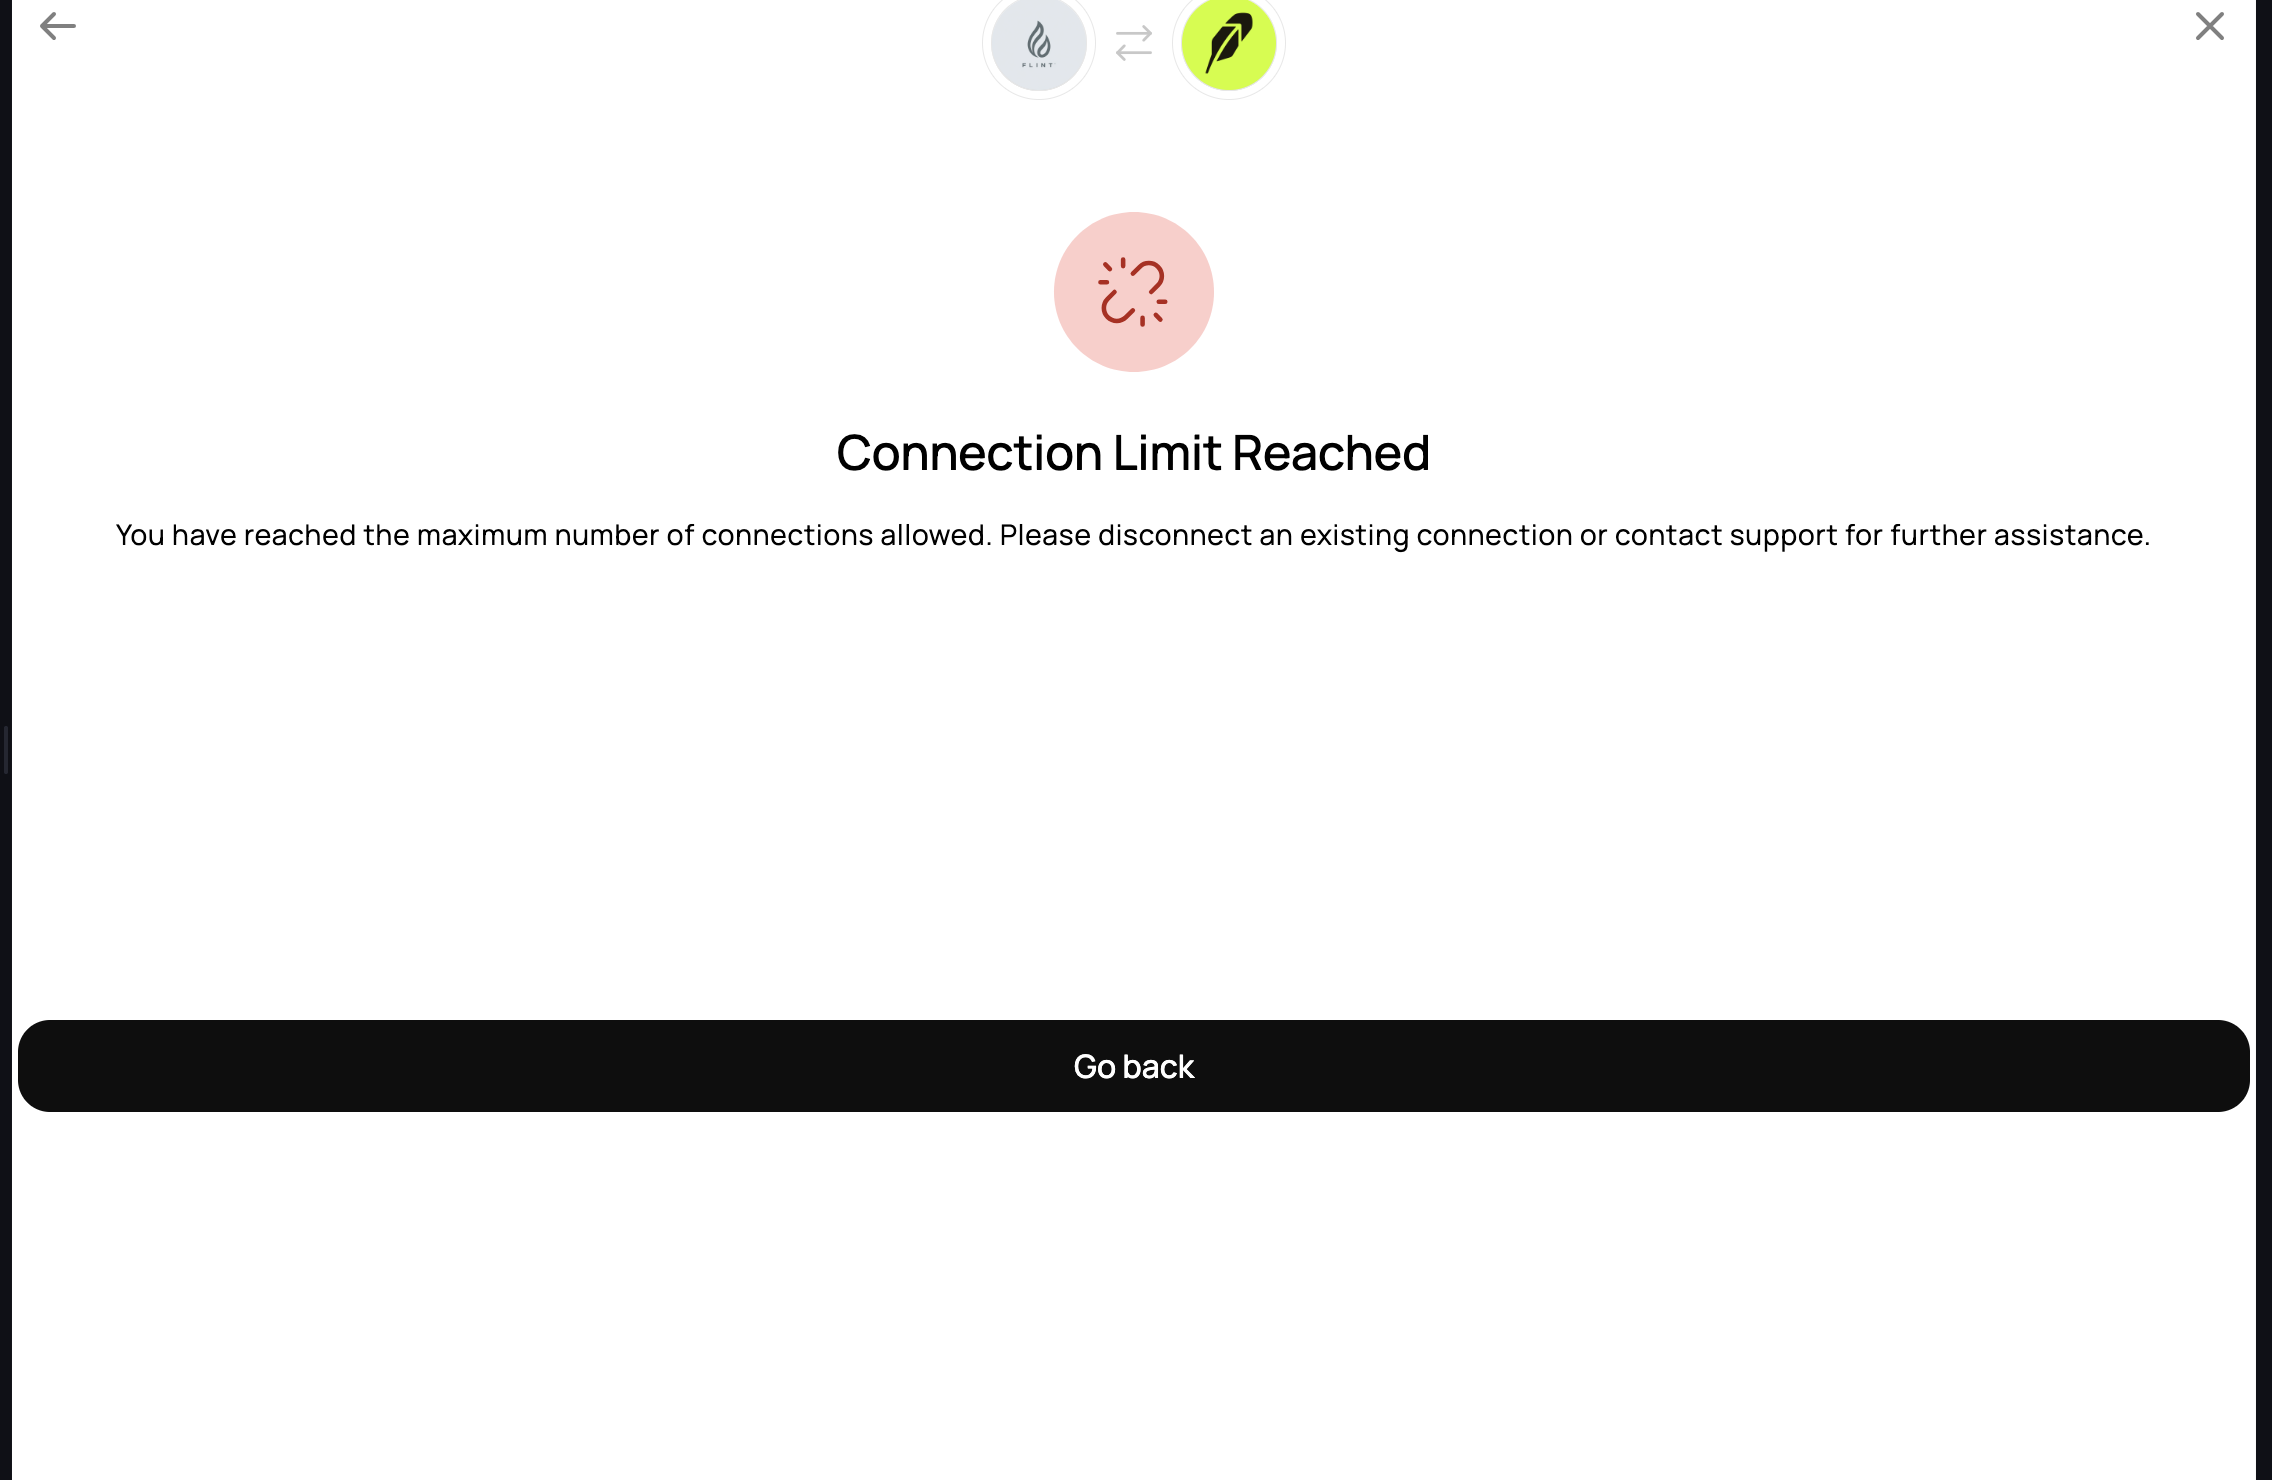 FLINT
Connection Limit Reached
You have reached the maximum number of connections allowed. Please disconnect an existing connection or contact support for further assistance.
Go back